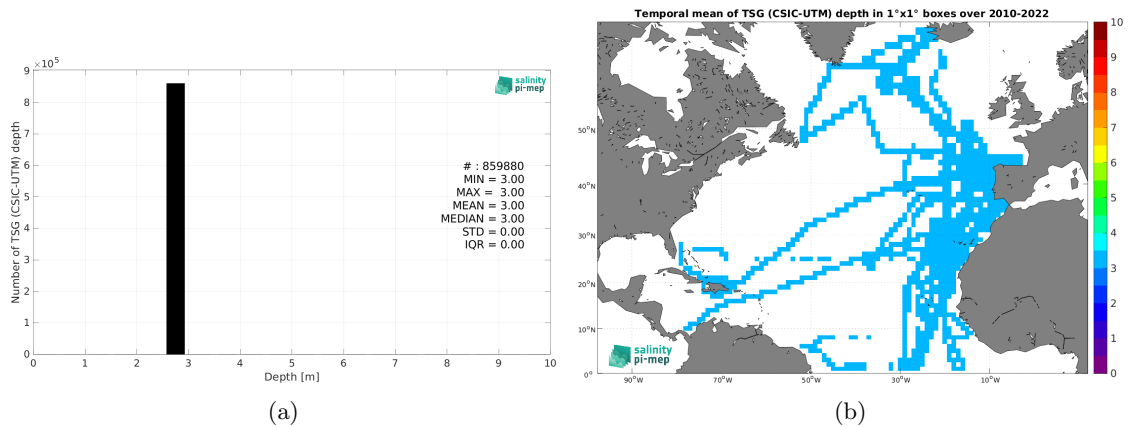 ×10⁵
9
8
7
6
5
4
3
2
1
0
Number of TSG (CSIC-UTM) depth
salinity
pi-mep
# : 859880
MIN = 3.00
MAX = 3.00
MEAN = 3.00
MEDIAN = 3.00
STD = 0.00
IQR = 0.00
0 1 2 3 4 5 6 7 8 9 10
Depth [m]
(a)
Temporal mean of TSG (CSIC-UTM) depth in 1°x1° boxes over 2010-2022
50°N
40°N
30°N
20°N
10°N
0°
90°W 70°W 50°W 30°W 10°W
salinity
pi-mep
10
9
8
7
6
5
4
3
2
1
0
(b)